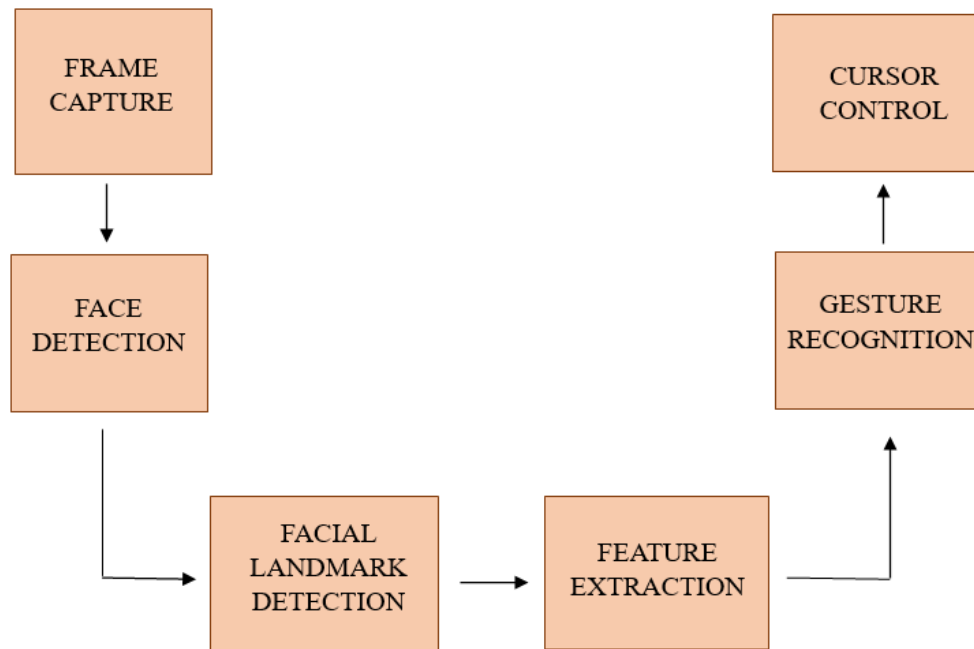 FRAME
CAPTURE
FACE
DETECTION
FACIAL
LANDMARK
DETECTION
FEATURE
EXTRACTION
GESTURE
RECOGNITION
CURSOR
CONTROL